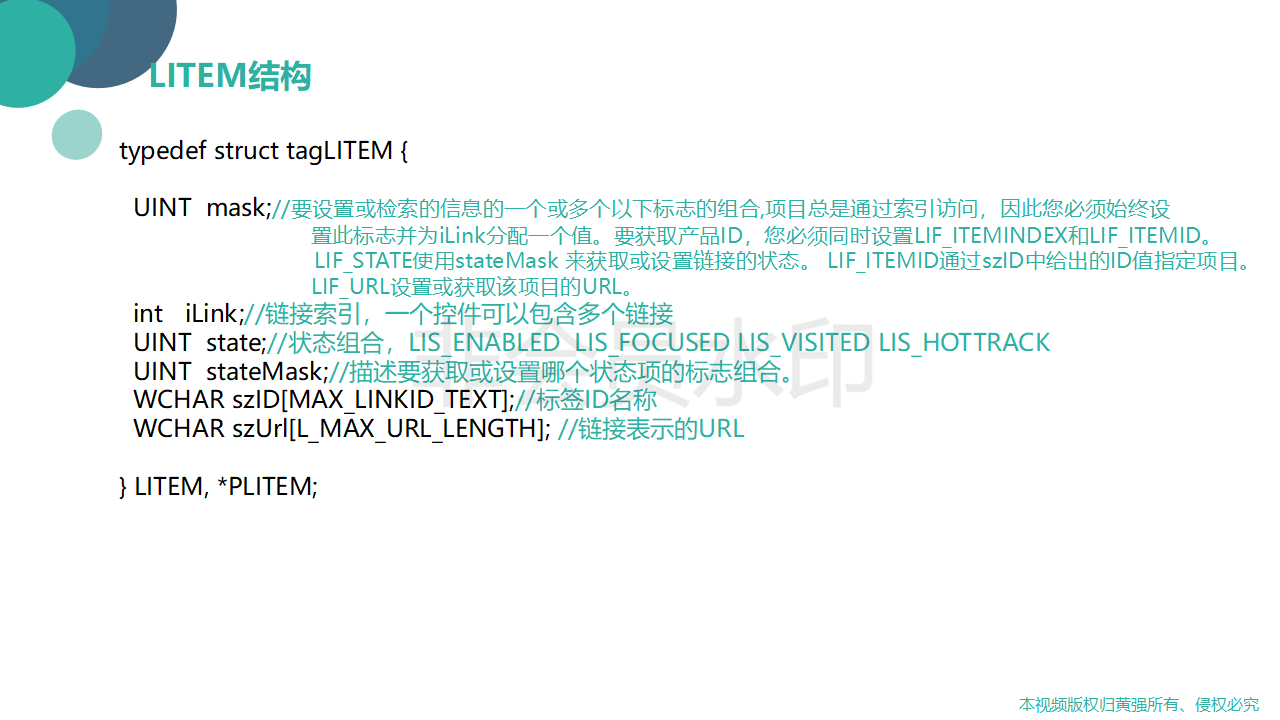 LITEM结构
typedef struct tagLITEM {
UINT  mask;//要设置或检索的信息的一个或多个以下标志的组合,项目总是通过索引访问，因此您必须始终设
置此标志并为iLink分配一个值。要获取产品ID，您必须同时设置LIF_ITEMINDEX和LIF_ITEMID。
LIF_STATE使用stateMask 来获取或设置链接的状态。 LIF_ITEMID通过szID中给出的ID值指定项目。
LIF_URL设置或获取该项目的URL。
int   iLink;//链接索引，一个控件可以包含多个链接
UINT  state;//状态组合，LIS_ENABLED  LIS_FOCUSED LIS_VISITED LIS_HOTTRACK
UINT  stateMask;//描述要获取或设置哪个状态项的标志组合。
WCHAR szID[MAX_LINKID_TEXT];//标签ID名称
WCHAR szUrl[L_MAX_URL_LENGTH]; //链接表示的URL
} LITEM, *PLITEM;
非会员水印
本视频版权归黄强所有、侵权必究